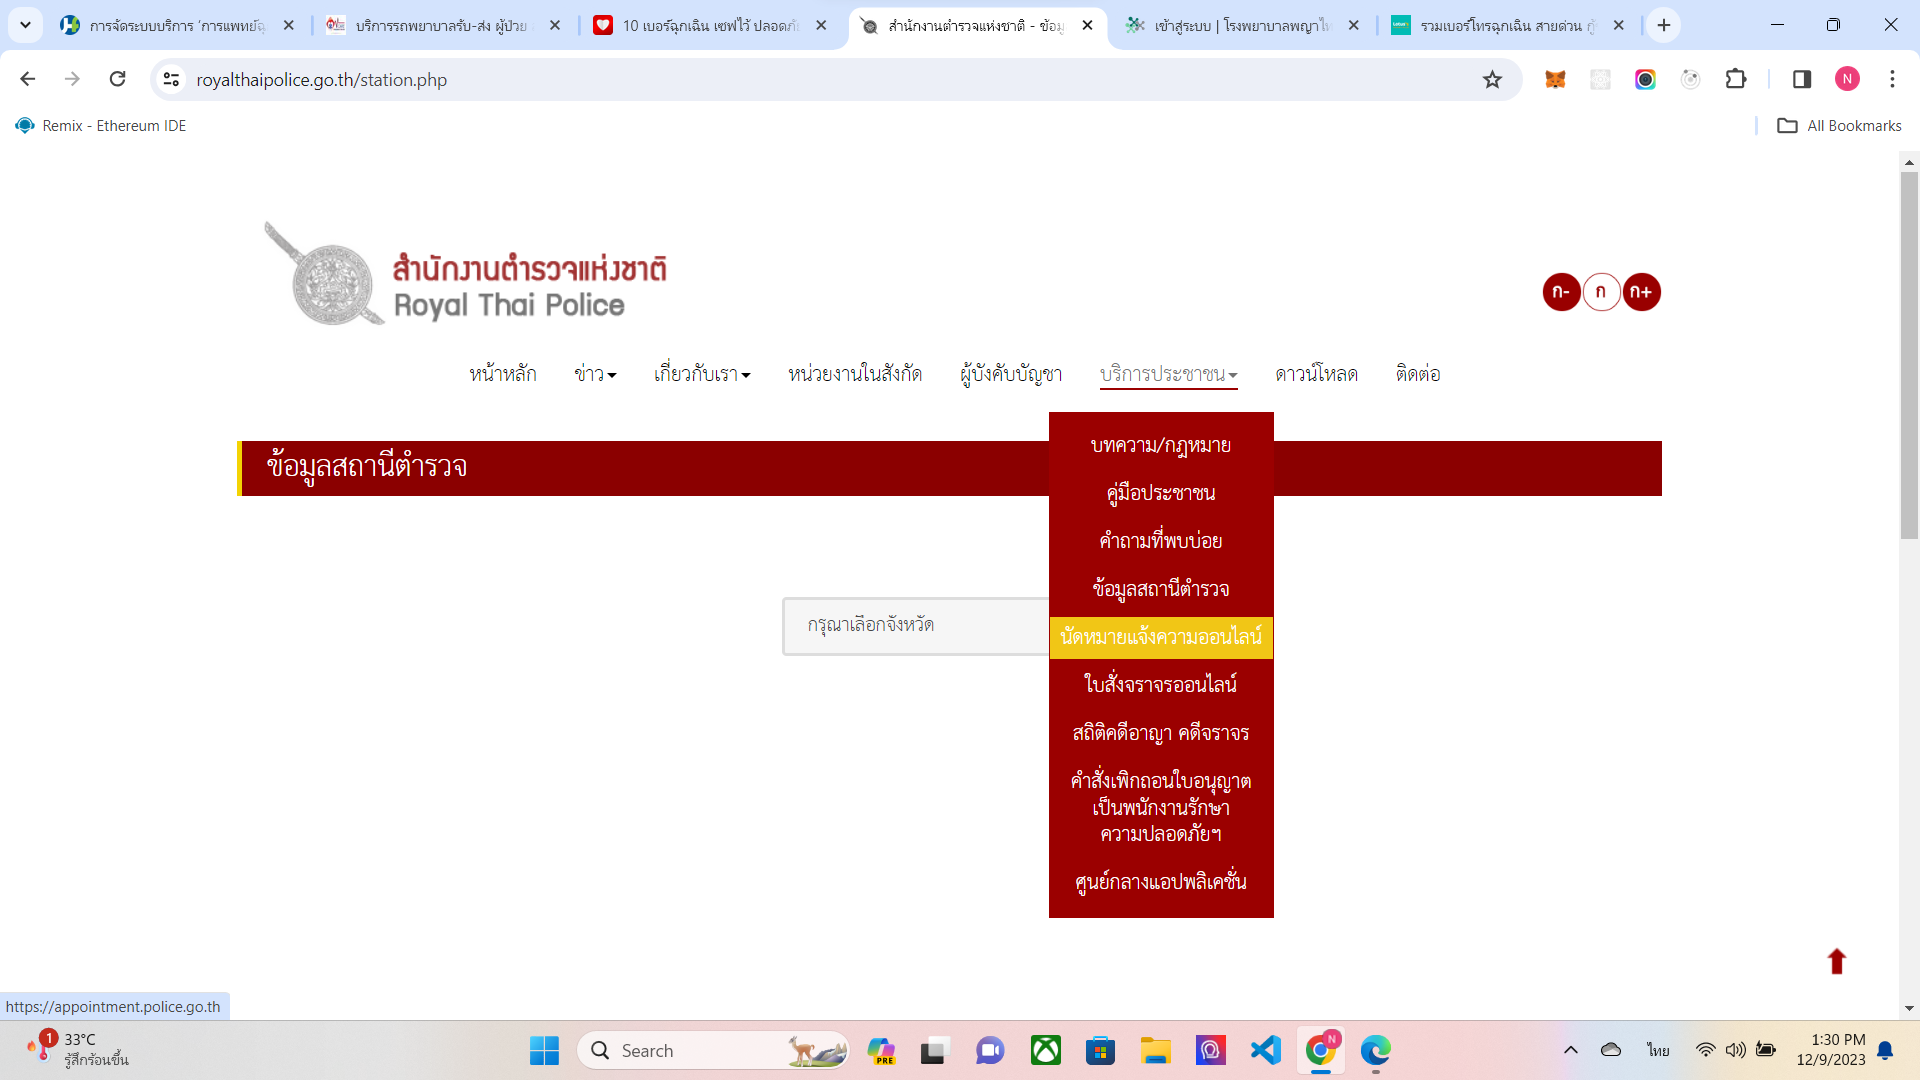 การจัดระบบบริการ ‘การแพทย์ฉุ
บริการรถพยาบาลรับ-ส่ง ผู้ป่วย
10 เบอร์ฉุกเฉิน เซฟไว้ ปลอดภั
สำนักงานตำรวจแห่งชาติ - ข้อมู
เข้าสู่ระบบ | โรงพยาบาลพญาไท
รวมเบอร์โทรฉุกเฉิน สายด่วน กู้
royalthaipolice.go.th/station.php
N
Remix - Ethereum IDE
All Bookmarks
สำนักงานตำรวจแห่งชาติ
Royal Thai Police
ก- ก ก+
หน้าหลัก ข่าว เกี่ยวกับเรา หน่วยงานในสังกัด ผู้บังคับบัญชา บริการประชาชน ดาวน์โหลด ติดต่อ
ข้อมูลสถานีตำรวจ
บทความ/กฎหมาย
คู่มือประชาชน
คำถามที่พบบ่อย
ข้อมูลสถานีตำรวจ
นัดหมายแจ้งความออนไลน์
ใบสั่งจราจรออนไลน์
สถิติคดีอาญา คดีจราจร
คำสั่งเพิกถอนใบอนุญาต
เป็นพนักงานรักษา
ความปลอดภัยฯ
ศูนย์กลางแอปพลิเคชั่น
กรุณาเลือกจังหวัด
https://appointment.police.go.th
1
33°C
รู้สึกร้อนขึ้น
Search
PRE
N
ไทย
1:30 PM
12/9/2023